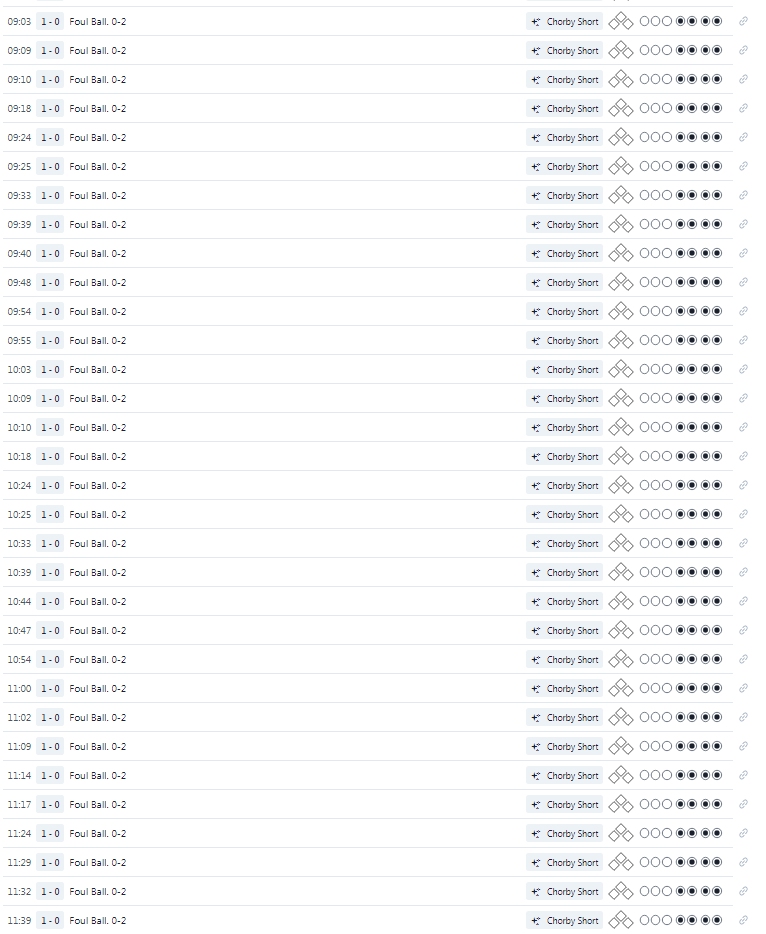 09:03 1 - 0 Foul Ball. 0-2 Chorby Short
09:09 1 - 0 Foul Ball. 0-2 Chorby Short
09:10 1 - 0 Foul Ball. 0-2 Chorby Short
09:18 1 - 0 Foul Ball. 0-2 Chorby Short
09:24 1 - 0 Foul Ball. 0-2 Chorby Short
09:25 1 - 0 Foul Ball. 0-2 Chorby Short
09:33 1 - 0 Foul Ball. 0-2 Chorby Short
09:39 1 - 0 Foul Ball. 0-2 Chorby Short
09:40 1 - 0 Foul Ball. 0-2 Chorby Short
09:48 1 - 0 Foul Ball. 0-2 Chorby Short
09:54 1 - 0 Foul Ball. 0-2 Chorby Short
09:55 1 - 0 Foul Ball. 0-2 Chorby Short
10:03 1 - 0 Foul Ball. 0-2 Chorby Short
10:09 1 - 0 Foul Ball. 0-2 Chorby Short
10:10 1 - 0 Foul Ball. 0-2 Chorby Short
10:18 1 - 0 Foul Ball. 0-2 Chorby Short
10:24 1 - 0 Foul Ball. 0-2 Chorby Short
10:25 1 - 0 Foul Ball. 0-2 Chorby Short
10:33 1 - 0 Foul Ball. 0-2 Chorby Short
10:39 1 - 0 Foul Ball. 0-2 Chorby Short
10:44 1 - 0 Foul Ball. 0-2 Chorby Short
10:47 1 - 0 Foul Ball. 0-2 Chorby Short
10:54 1 - 0 Foul Ball. 0-2 Chorby Short
11:00 1 - 0 Foul Ball. 0-2 Chorby Short
11:02 1 - 0 Foul Ball. 0-2 Chorby Short
11:09 1 - 0 Foul Ball. 0-2 Chorby Short
11:14 1 - 0 Foul Ball. 0-2 Chorby Short
11:17 1 - 0 Foul Ball. 0-2 Chorby Short
11:24 1 - 0 Foul Ball. 0-2 Chorby Short
11:29 1 - 0 Foul Ball. 0-2 Chorby Short
11:32 1 - 0 Foul Ball. 0-2 Chorby Short
11:39 1 - 0 Foul Ball. 0-2 Chorby Short